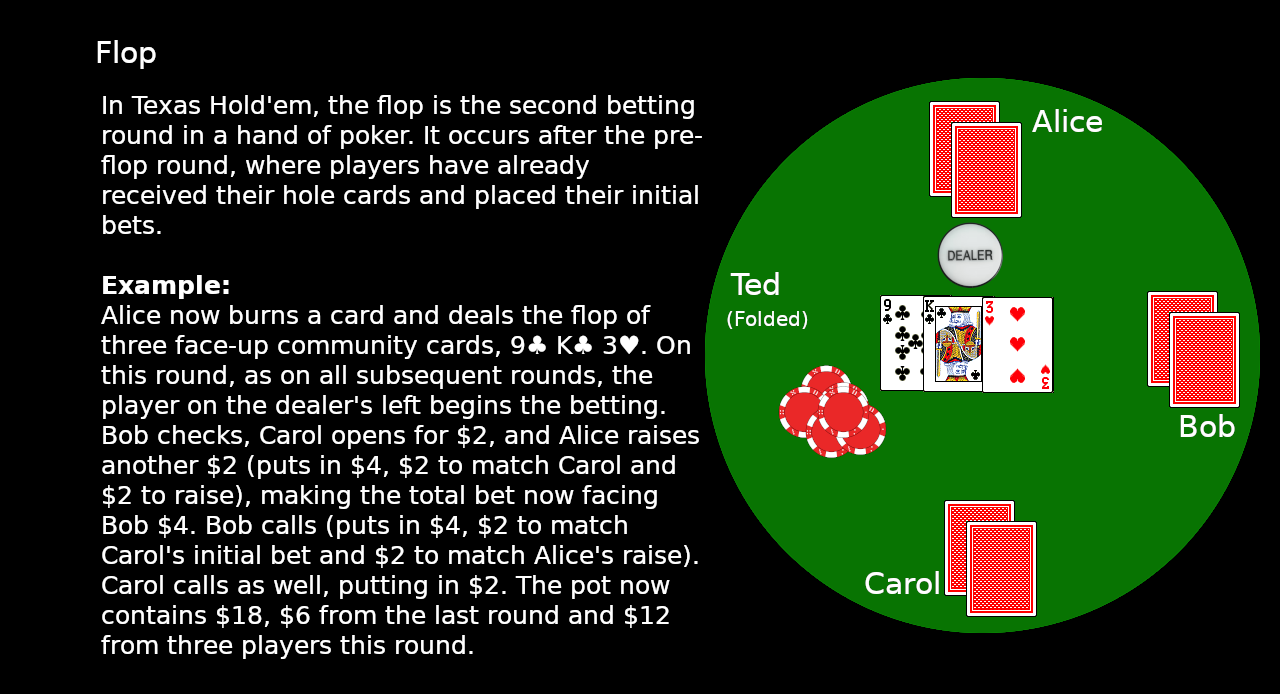 Flop
In Texas Hold'em, the flop is the second betting
round in a hand of poker. It occurs after the pre-
flop round, where players have already
received their hole cards and placed their initial
bets.
Example:
Alice now burns a card and deals the flop of
three face-up community cards, 9♣ K♣ 3♥. On
this round, as on all subsequent rounds, the
player on the dealer's left begins the betting.
Bob checks, Carol opens for $2, and Alice raises
another $2 (puts in $4, $2 to match Carol and
$2 to raise), making the total bet now facing
Bob $4. Bob calls (puts in $4, $2 to match
Carol's initial bet and $2 to match Alice's raise).
Carol calls as well, putting in $2. The pot now
contains $18, $6 from the last round and $12
from three players this round.
Alice
DEALER
Ted
(Folded)
9
K
3
3
Bob
Carol